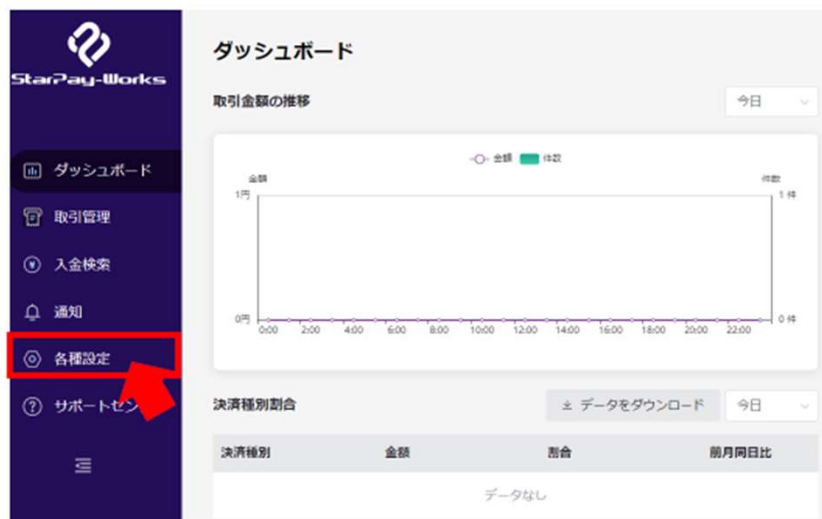 StarPay-Works
ダッシュボード
取引管理
入金検索
通知
各種設定
サポートセン
ダッシュボード
取引金額の推移
今日
金額 件数
金額 件数
1円 1 件
0円 0 件
0:00 2:00 4:00 6:00 8:00 10:00 12:00 14:00 16:00 18:00 20:00 22:00
決済種別割合
データをダウンロード 今日
決済種別 金額 割合 前月同日比
データなし